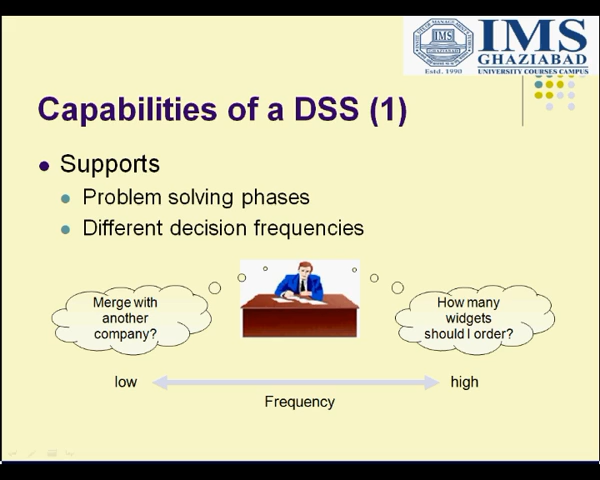 IMS
GHAZIABAD
Estd. 1990
UNIVERSITY COURSES CAMPUS
Capabilities of a DSS (1)
Supports
Problem solving phases
Different decision frequencies
Merge with
another
company?
How many
widgets
should I order?
low
high
Frequency